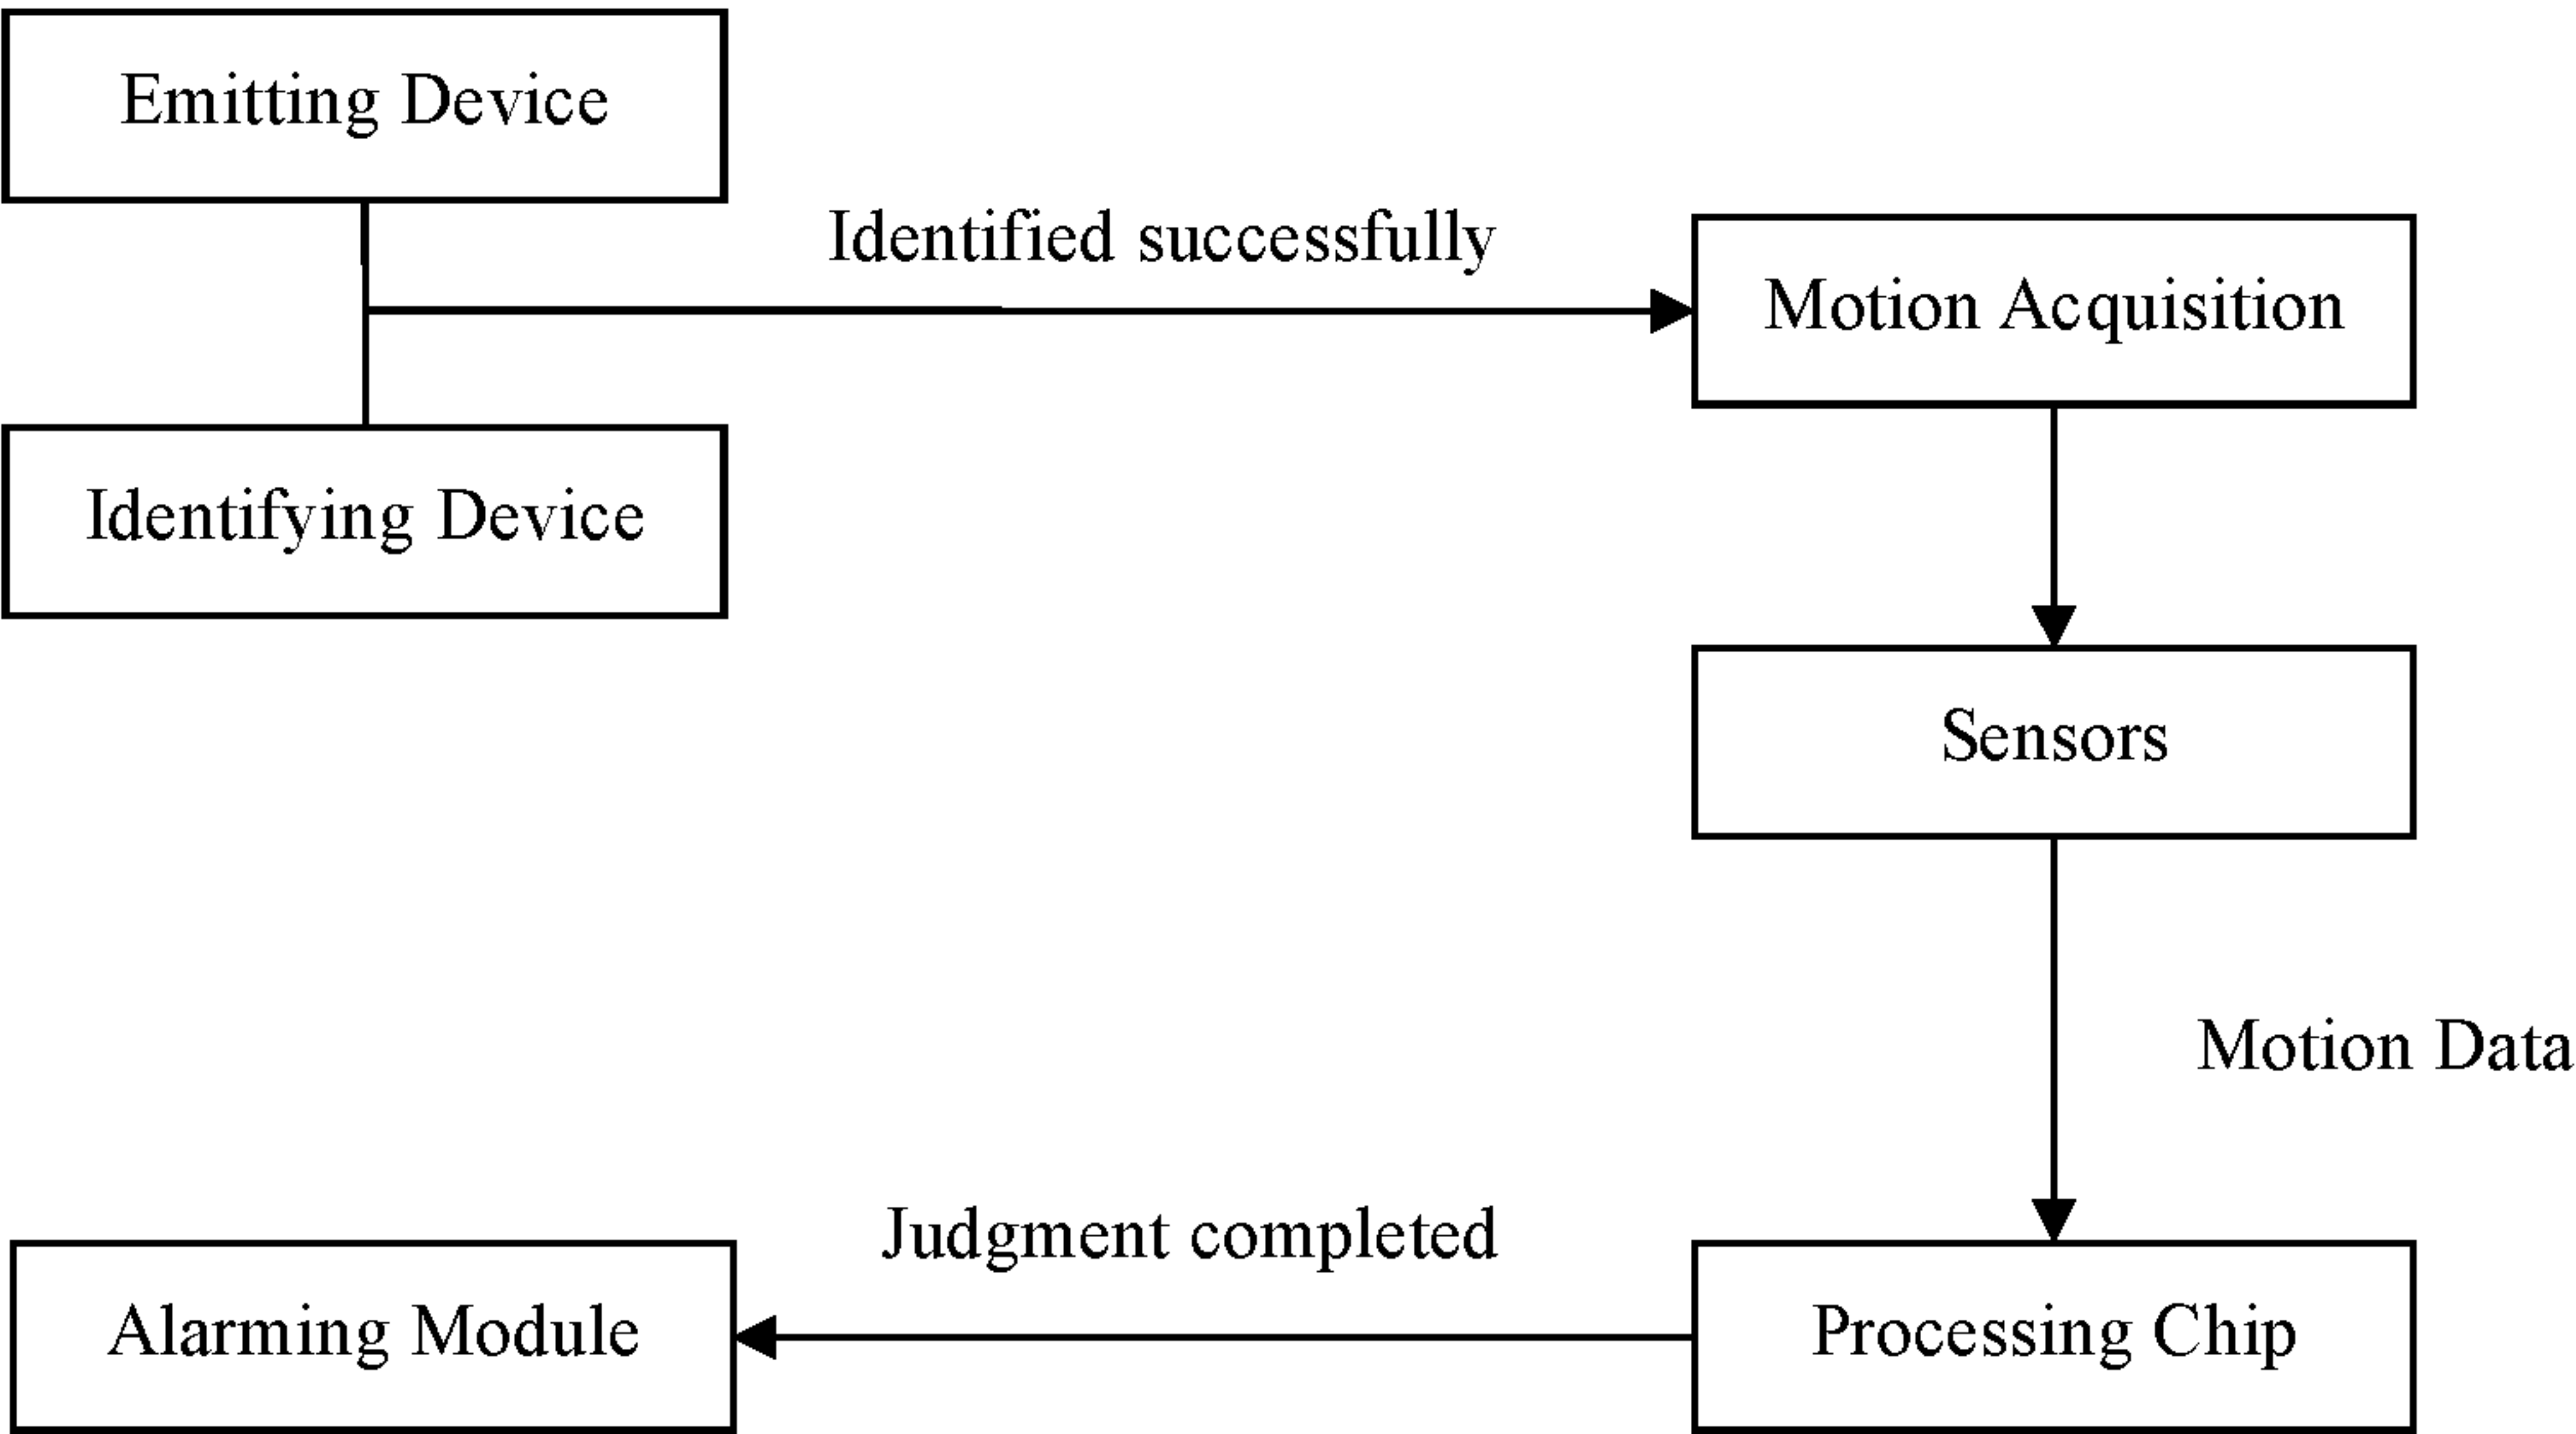 Emitting Device
Identified successfully
Motion Acquisition
Identifying Device
Sensors
Motion Data
Judgment completed
Alarming Module
Processing Chip